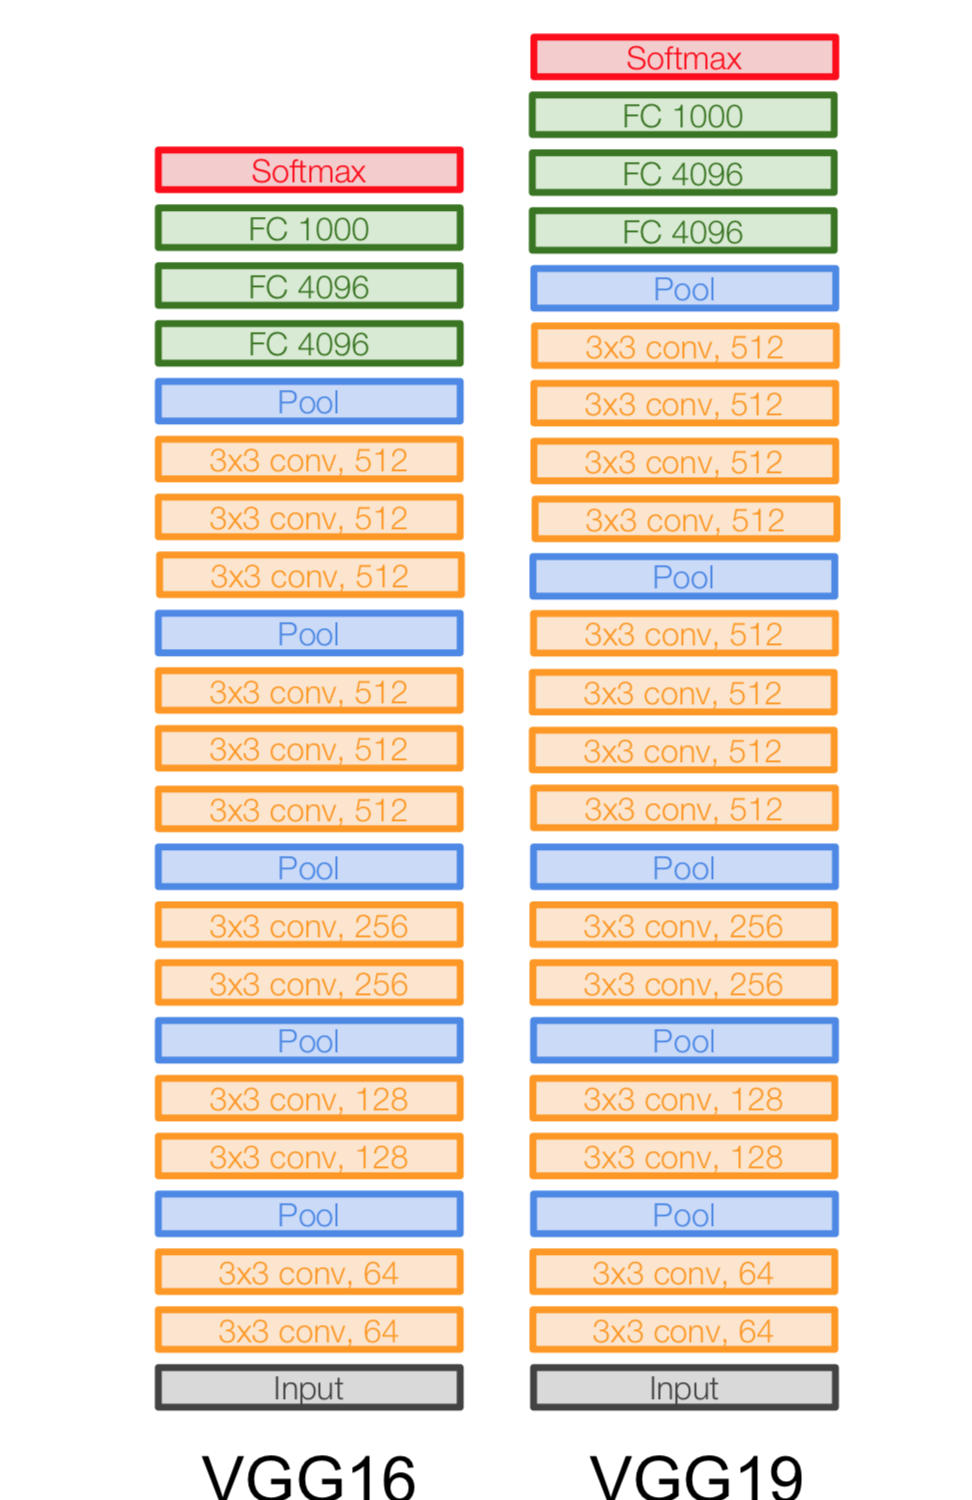 Softmax
FC 1000
FC 4096
FC 4096
Pool
3x3 conv, 512
3x3 conv, 512
3x3 conv, 512
Pool
3x3 conv, 512
3x3 conv, 512
3x3 conv, 512
Pool
3x3 conv, 256
3x3 conv, 256
Pool
3x3 conv, 128
3x3 conv, 128
Pool
3x3 conv, 64
3x3 conv, 64
Input
VGG16
Softmax
FC 1000
FC 4096
FC 4096
Pool
3x3 conv, 512
3x3 conv, 512
3x3 conv, 512
3x3 conv, 512
Pool
3x3 conv, 512
3x3 conv, 512
3x3 conv, 512
3x3 conv, 512
Pool
3x3 conv, 256
3x3 conv, 256
Pool
3x3 conv, 128
3x3 conv, 128
Pool
3x3 conv, 64
3x3 conv, 64
Input
VGG19